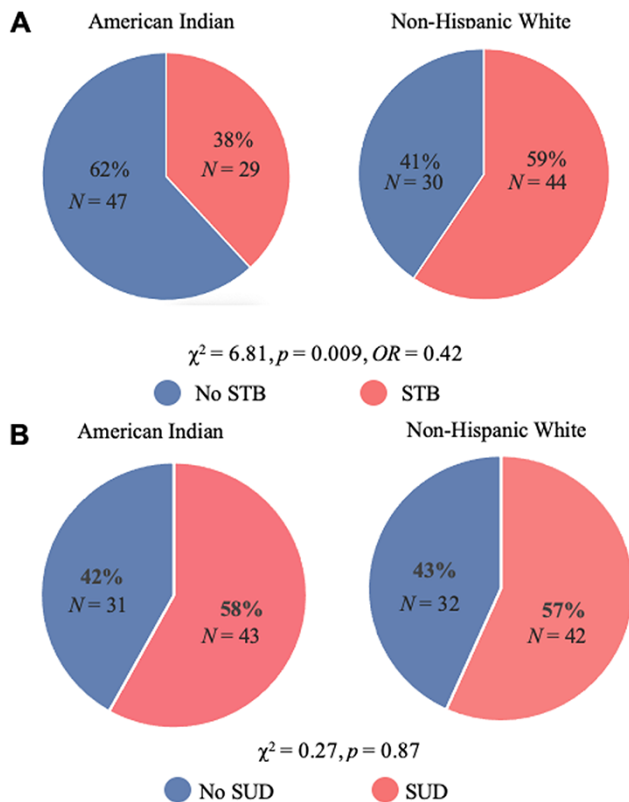 A
American Indian
Non-Hispanic White
62%
N = 47
38%
N = 29
41%
N = 30
59%
N = 44
χ² = 6.81, p = 0.009, OR = 0.42
No STB
STB
B
American Indian
Non-Hispanic White
42%
N = 31
58%
N = 43
43%
N = 32
57%
N = 42
χ² = 0.27, p = 0.87
No SUD
SUD